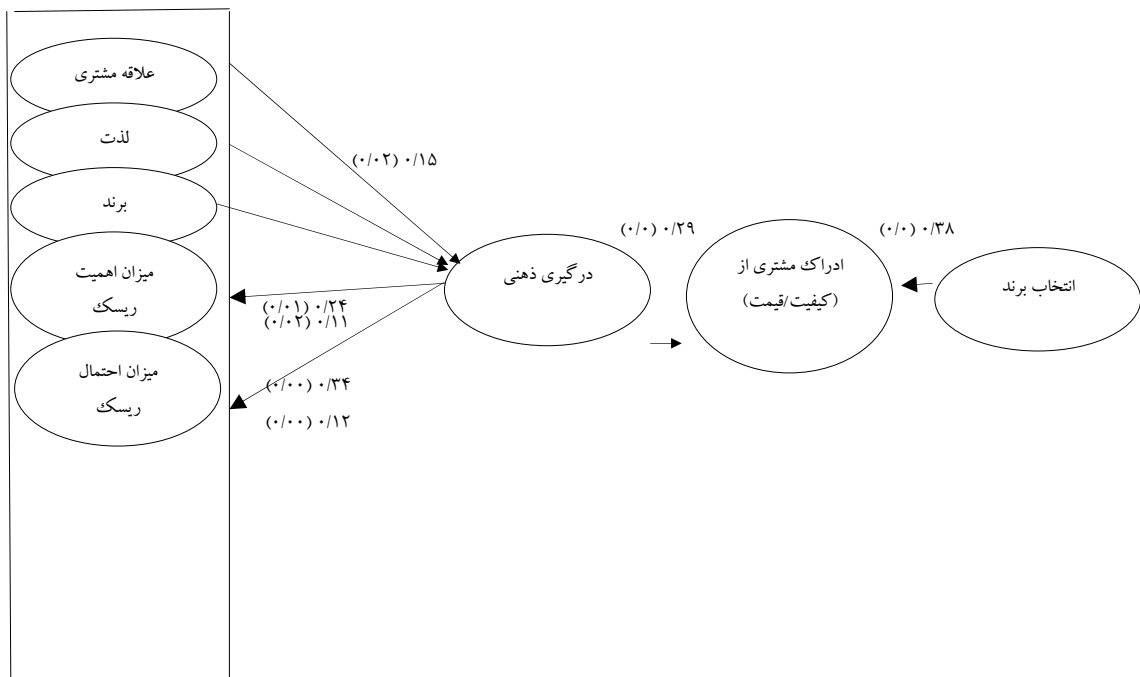 علاقه مشتری
لذت
برند
میزان اهمیت
ریسک
میزان احتمال
ریسک
(۰/۰۲) ۰/۱۵
(۰/۰۱) ۰/۲۴
(۰/۰۲) ۰/۱۱
(۰/۰۰) ۰/۳۴
(۰/۰۰) ۰/۱۲
درگیری ذهنی
(۰/۰) ۰/۲۹
ادراک مشتری از
(کیفیت/قیمت)
(۰/۰) ۰/۳۸
انتخاب برند